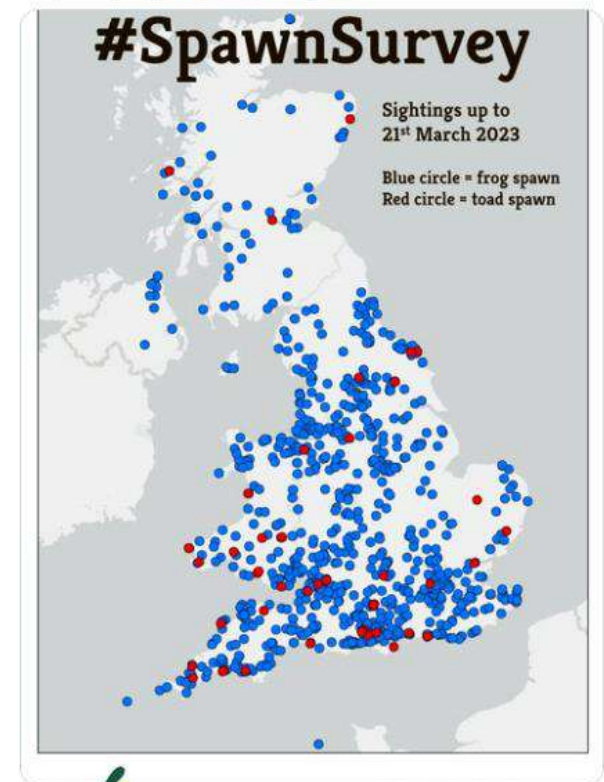 #SpawnSurvey
Sightings up to
21st March 2023
Blue circle = frog spawn
Red circle = toad spawn